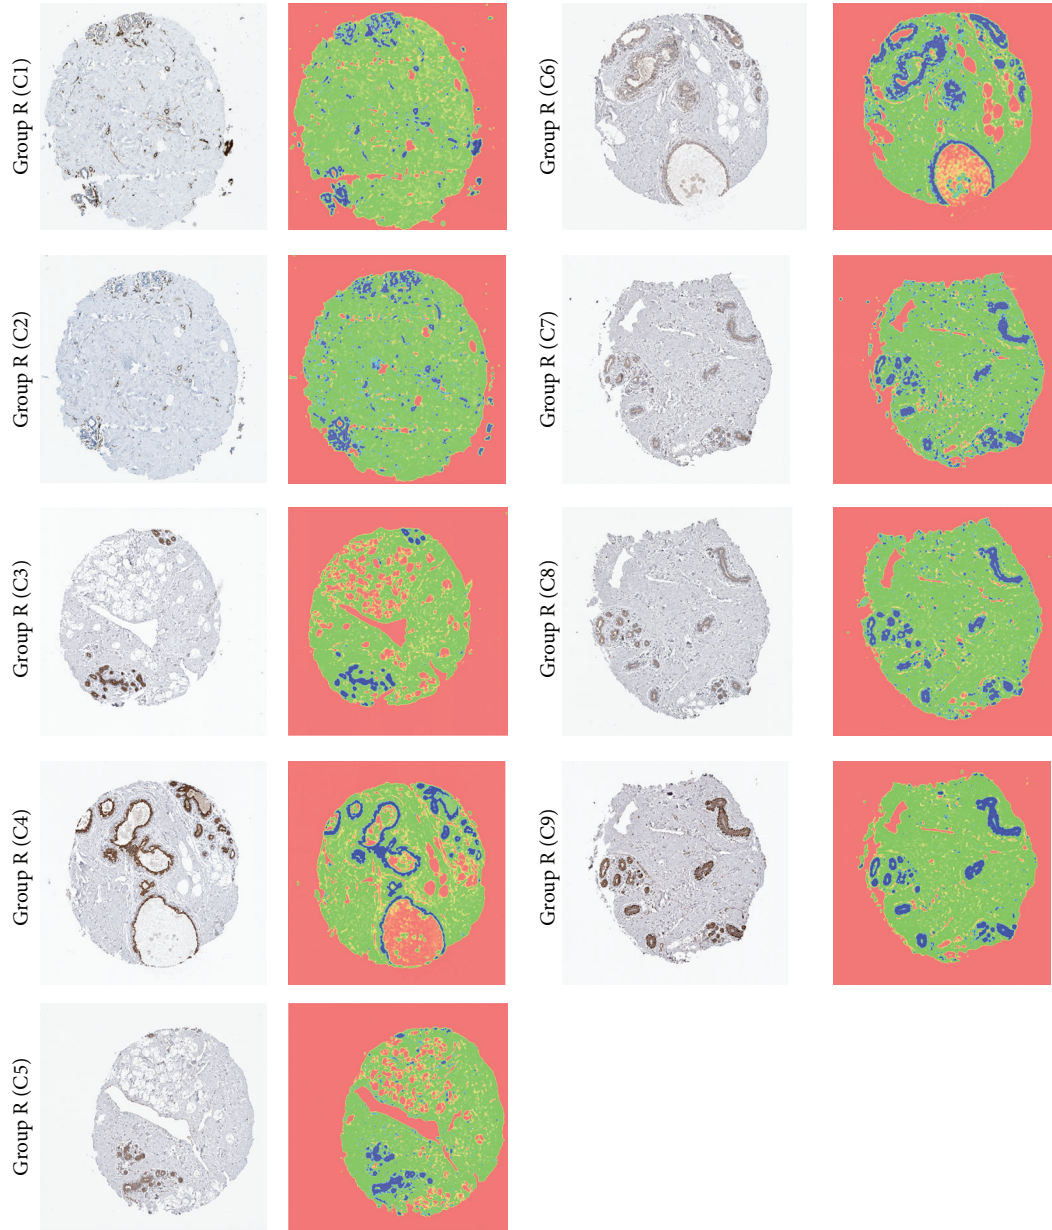 Group R (C1)
Group R (C6)
Group R (C2)
Group R (C7)
Group R (C3)
Group R (C8)
Group R (C4)
Group R (C9)
Group R (C5)